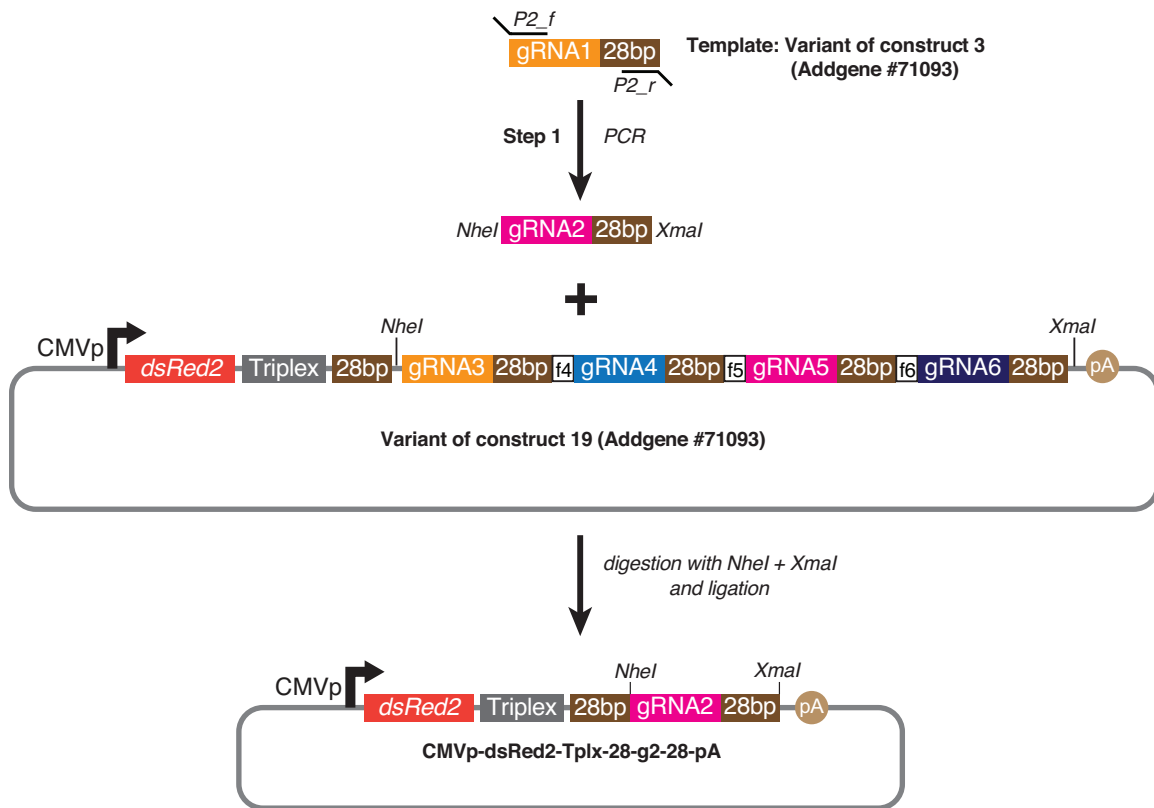 P2_f
gRNA1 28bp
Template: Variant of construct 3
(Addgene #71093)
P2_r
Step 1 PCR
NheI gRNA2 28bp XmaI
+
CMVp NheI XmaI
dsRed2 Triplex 28bp gRNA3 28bp f4 gRNA4 28bp f5 gRNA5 28bp f6 gRNA6 28bp pA
Variant of construct 19 (Addgene #71093)
digestion with NheI + XmaI
and ligation
CMVp NheI XmaI
dsRed2 Triplex 28bp gRNA2 28bp pA
CMVp-dsRed2-Tplx-28-g2-28-pA